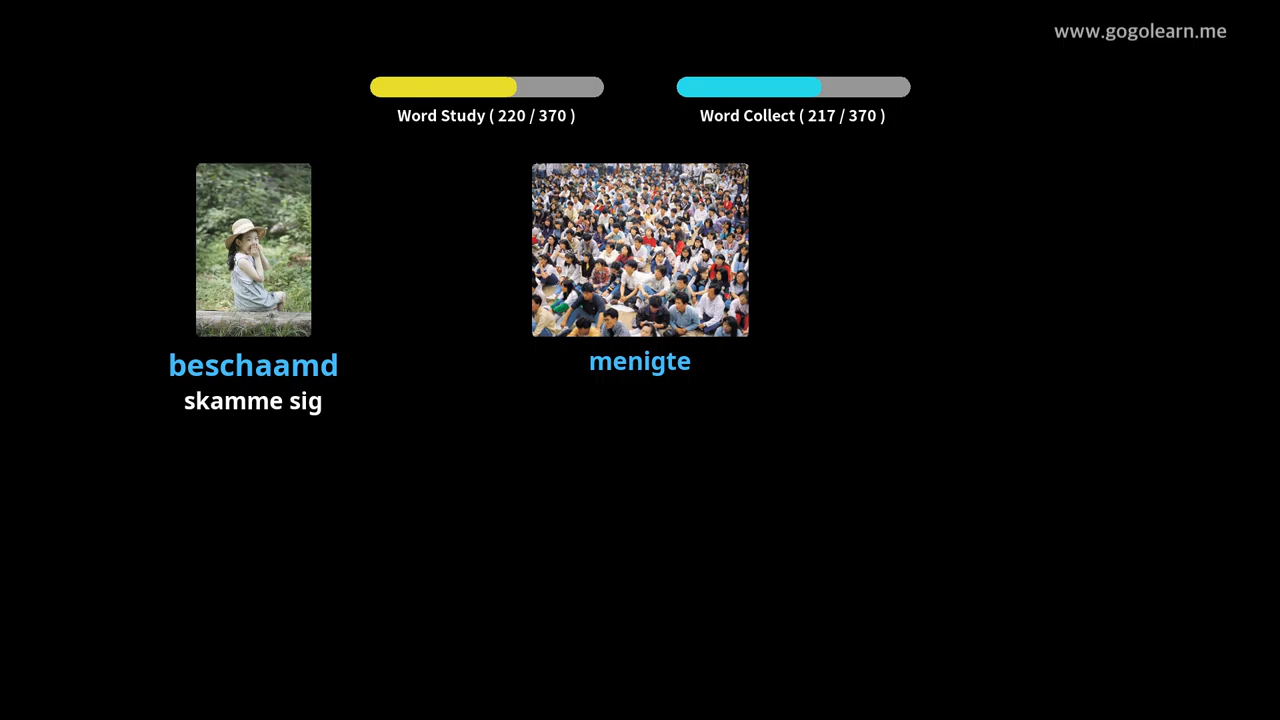 www.gogolearn.me
Word Study ( 220 / 370 )
Word Collect ( 217 / 370 )
beschaamd
skamme sig
menigte